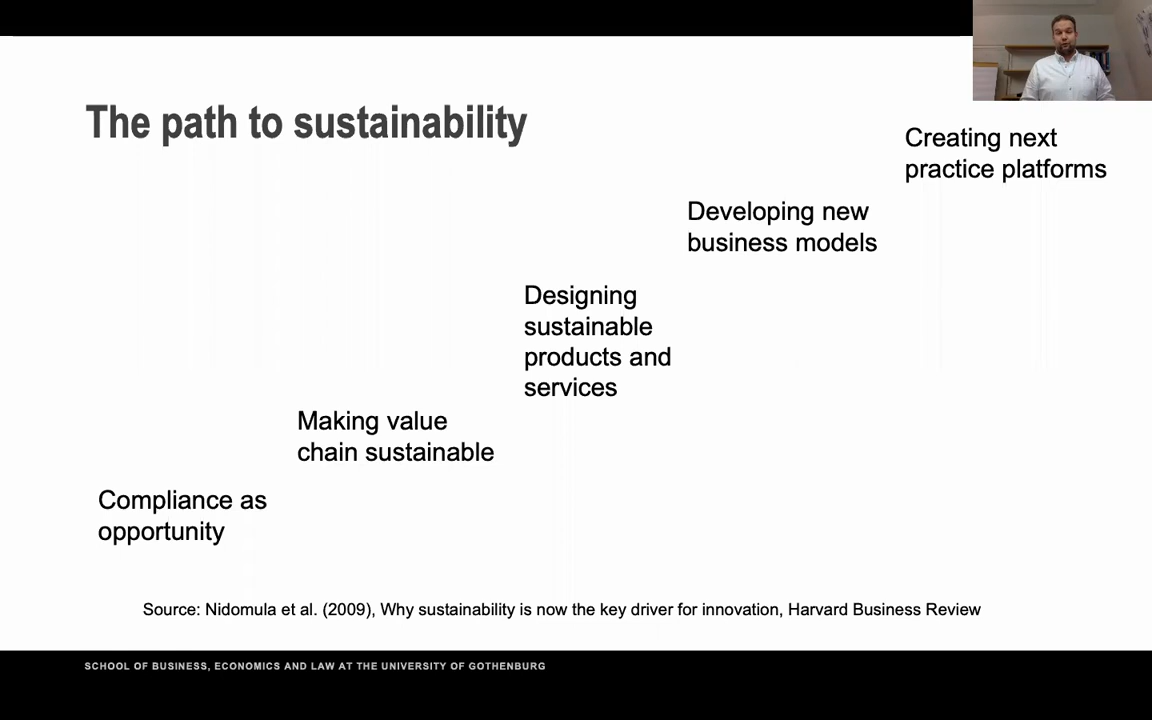 The path to sustainability
Creating next
practice platforms
Developing new
business models
Designing
sustainable
products and
services
Making value
chain sustainable
Compliance as
opportunity
Source: Nidomula et al. (2009), Why sustainability is now the key driver for innovation, Harvard Business Review
SCHOOL OF BUSINESS, ECONOMICS AND LAW AT THE UNIVERSITY OF GOTHENBURG